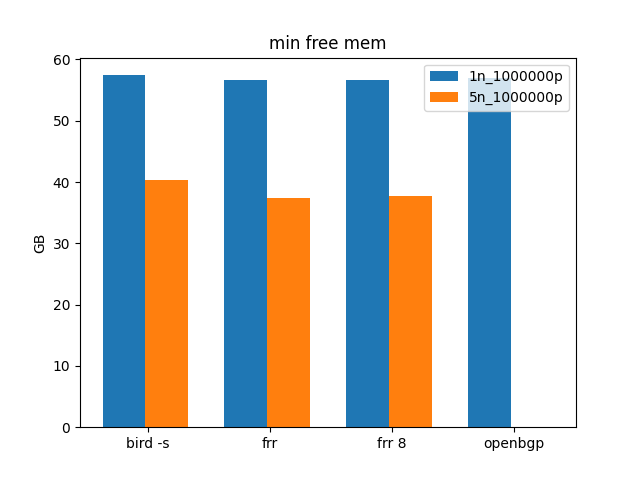 min free mem
1n_1000000p
5n_1000000p
GB
60
50
40
30
20
10
0
bird -s
frr
frr 8
openbgp